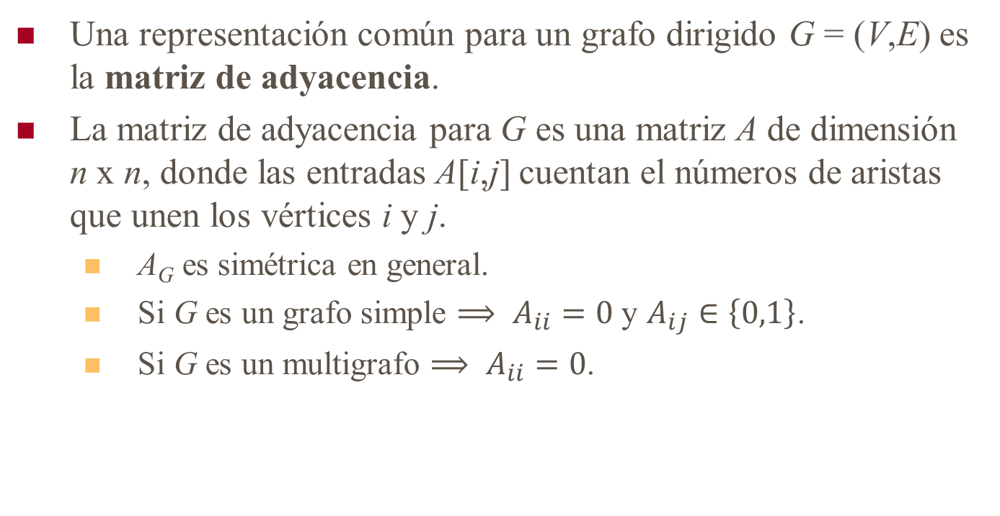 Una representación común para un grafo dirigido G = (V,E) es
la matriz de adyacencia.
La matriz de adyacencia para G es una matriz A de dimensión
n x n, donde las entradas A[i,j] cuentan el números de aristas
que unen los vértices i y j.
A_G es simétrica en general.
Si G es un grafo simple ⟹ A_{ii} = 0 y A_{ij} ∈ {0,1}.
Si G es un multigrafo ⟹ A_{ii} = 0.